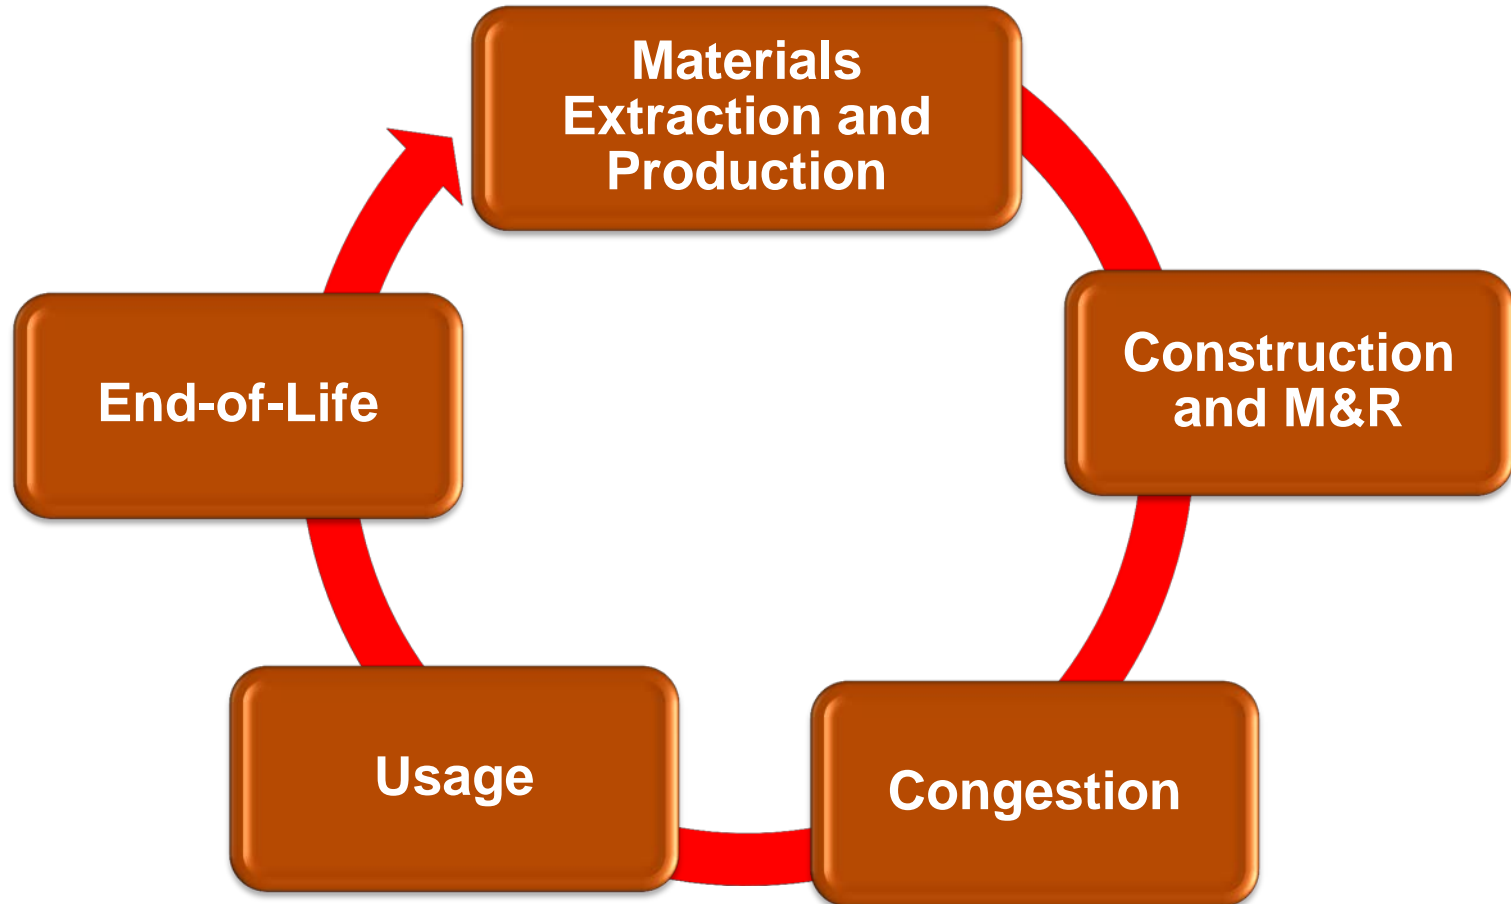 Materials
Extraction and
Production
Construction
and M&R
Congestion
Usage
End-of-Life